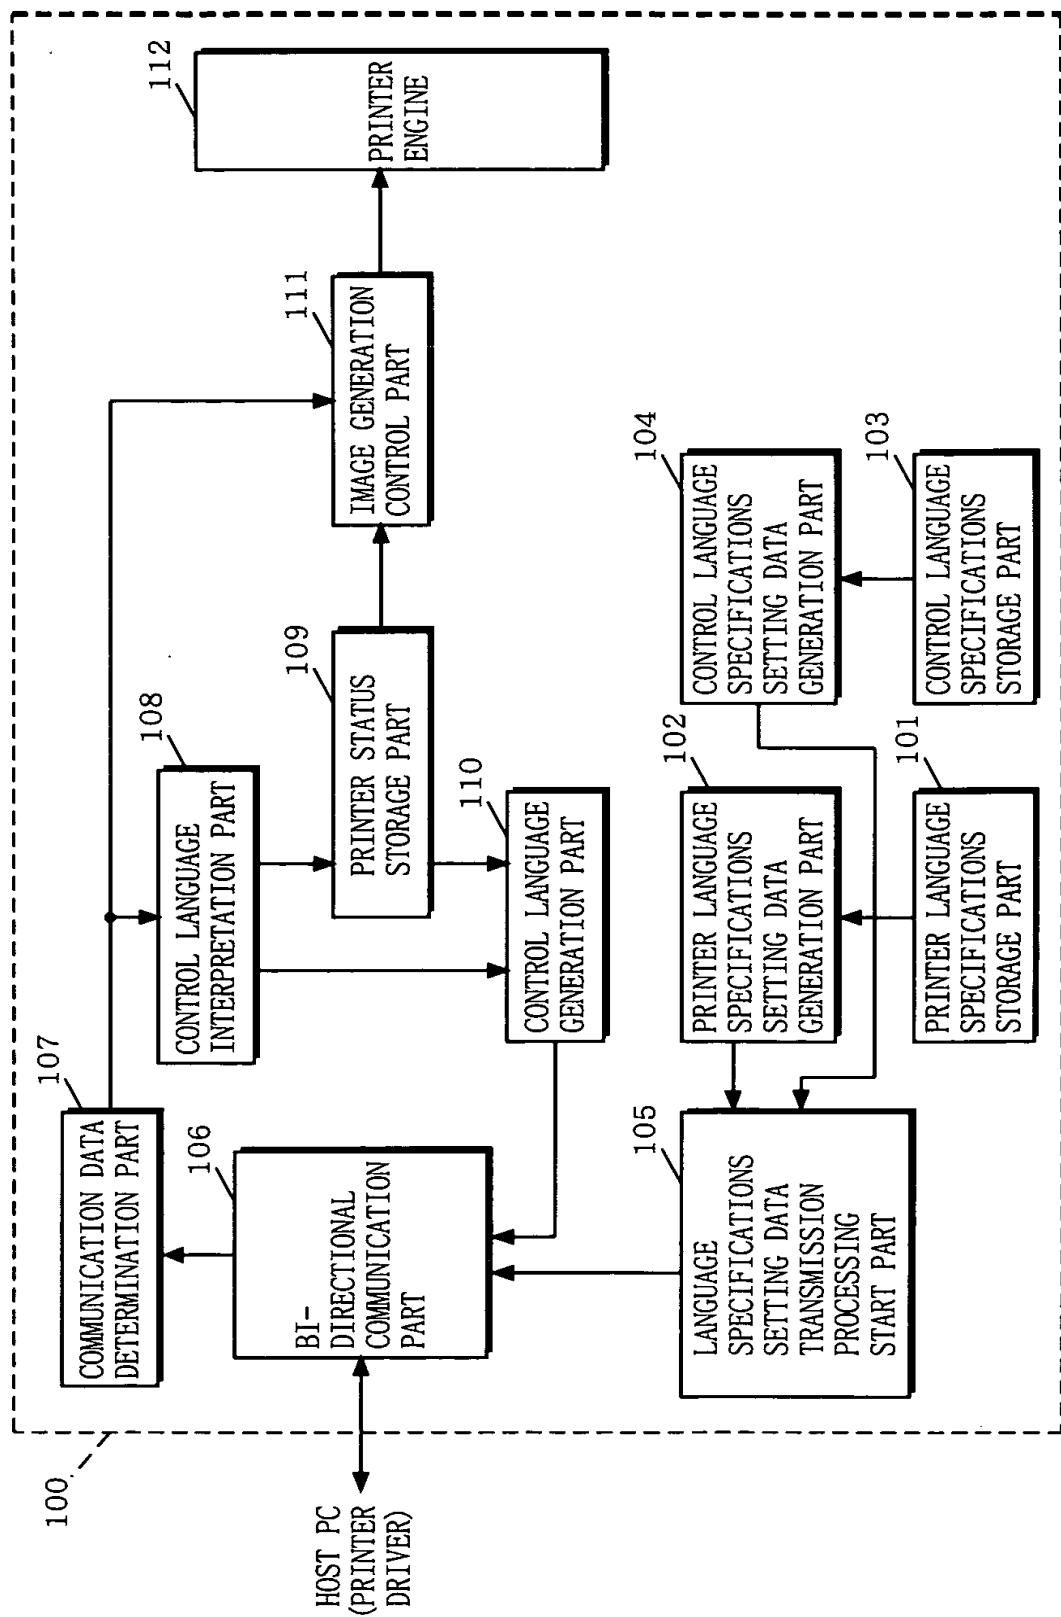 100
HOST PC
(PRINTER
DRIVER)
107
COMMUNICATION DATA
DETERMINATION PART
106
BI-
DIRECTIONAL
COMMUNICATION
PART
105
LANGUAGE
SPECIFICATIONS
SETTING DATA
TRANSMISSION
PROCESSING
START PART
108
CONTROL LANGUAGE
INTERPRETATION PART
109
PRINTER STATUS
STORAGE PART
110
CONTROL LANGUAGE
GENERATION PART
102
PRINTER LANGUAGE
SPECIFICATIONS
SETTING DATA
GENERATION PART
101
PRINTER LANGUAGE
SPECIFICATIONS
STORAGE PART
111
IMAGE GENERATION
CONTROL PART
104
CONTROL LANGUAGE
SPECIFICATIONS
SETTING DATA
GENERATION PART
103
CONTROL LANGUAGE
SPECIFICATIONS
STORAGE PART
112
PRINTER
ENGINE